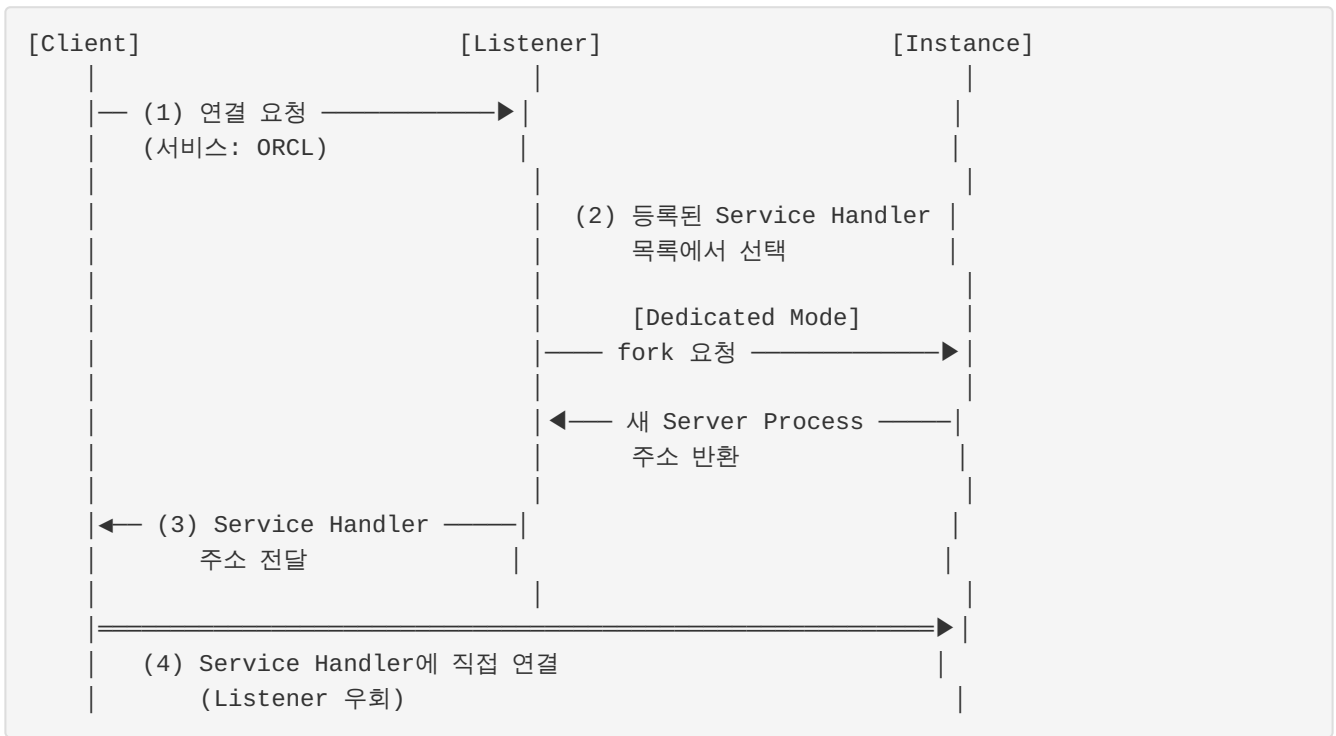 [Client] [Listener] [Instance]
(1) 연결 요청
(서비스: ORCL)
(2) 등록된 Service Handler
목록에서 선택
[Dedicated Mode]
fork 요청
새 Server Process
주소 반환
(3) Service Handler
주소 전달
(4) Service Handler에 직접 연결
(Listener 우회)